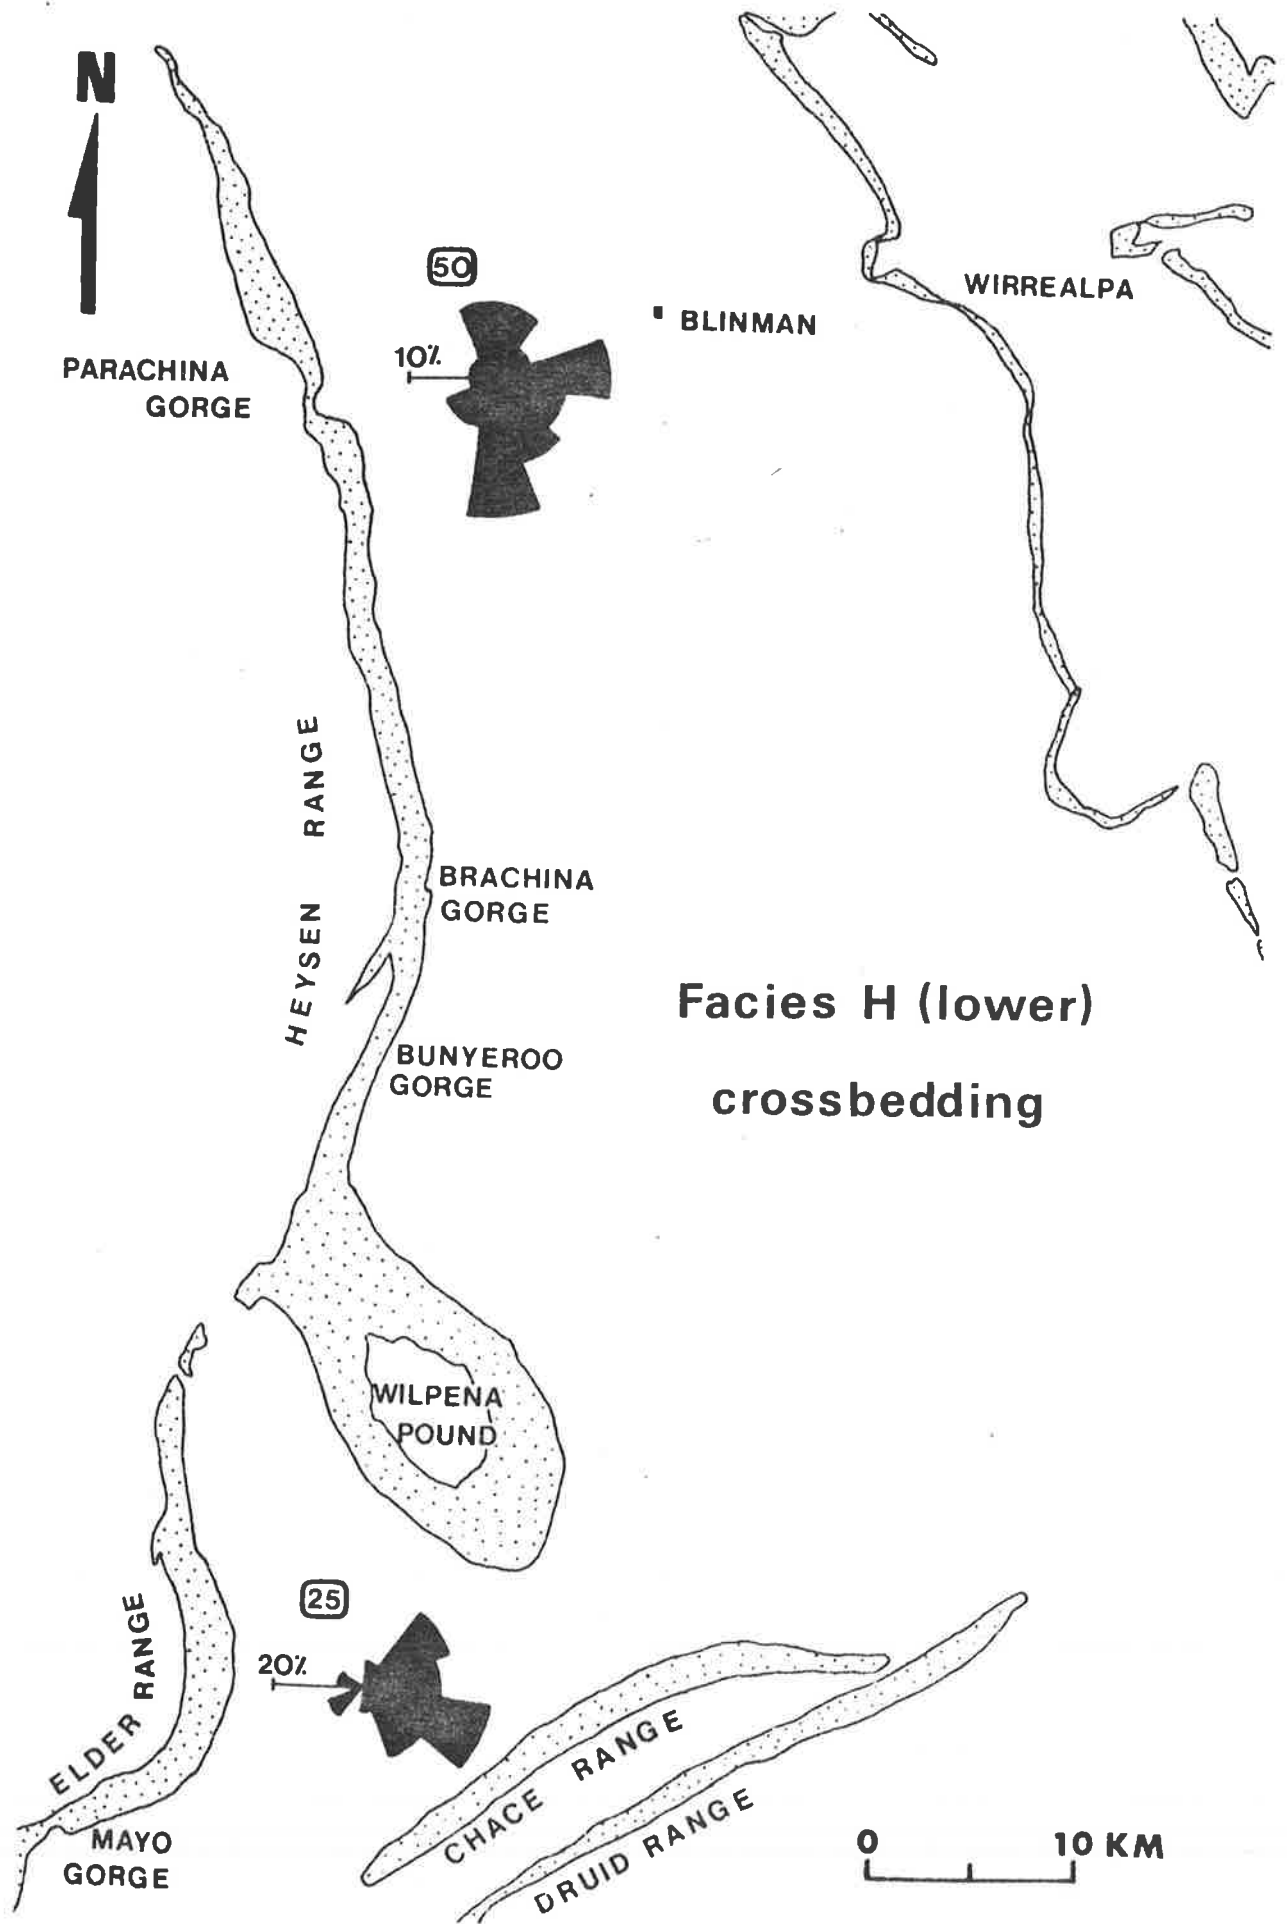 N
50
10%
BLINMAN
WIRREALPA
PARACHINA
GORGE
HEYSEN RANGE
BRACHINA
GORGE
Facies H (lower)
crossbedding
BUNYEROO
GORGE
WILPENA
POUND
25
20%
ELDER RANGE
CHACE RANGE
DRUID RANGE
MAYO
GORGE
0 10 KM